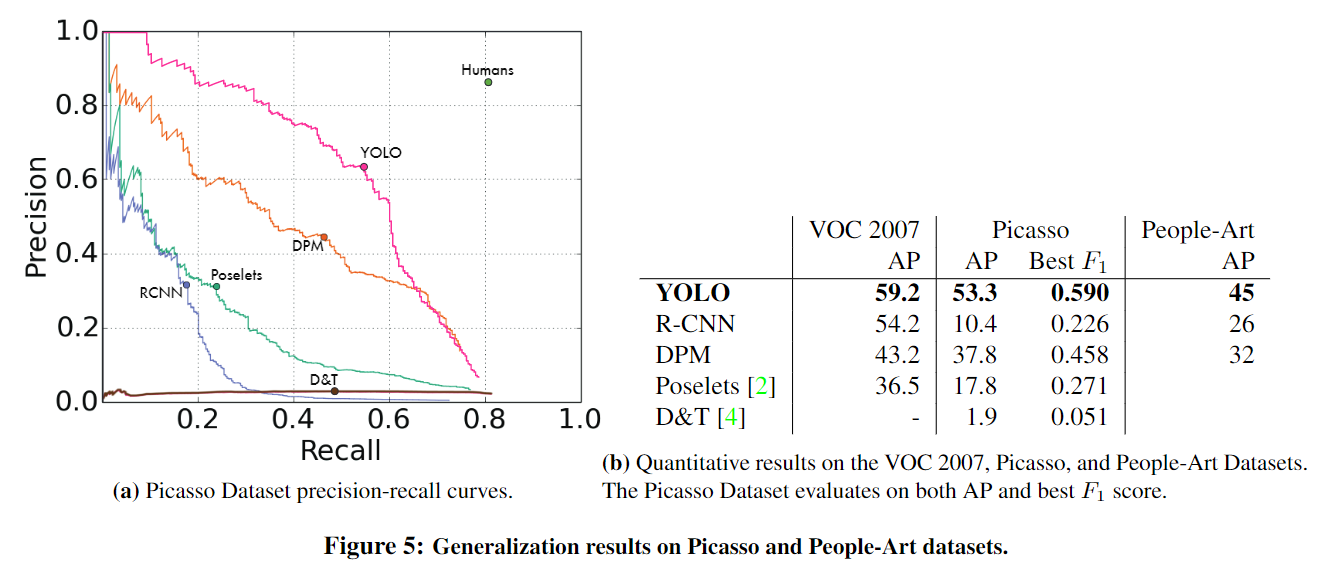 1.0
0.8
0.6
0.4
0.2
0.0
0.2
0.4
0.6
0.8
1.0
Precision
Recall
Humans
YOLO
DPM
Poselets
RCNN
D&T
(a) Picasso Dataset precision-recall curves.
VOC 2007 Picasso People-Art
AP AP Best F1 AP
YOLO 59.2 53.3 0.590 45
R-CNN 54.2 10.4 0.226 26
DPM 43.2 37.8 0.458 32
Poselets [2] 36.5 17.8 0.271
D&T [4] - 1.9 0.051
(b) Quantitative results on the VOC 2007, Picasso, and People-Art Datasets.
The Picasso Dataset evaluates on both AP and best F1 score.
Figure 5: Generalization results on Picasso and People-Art datasets.